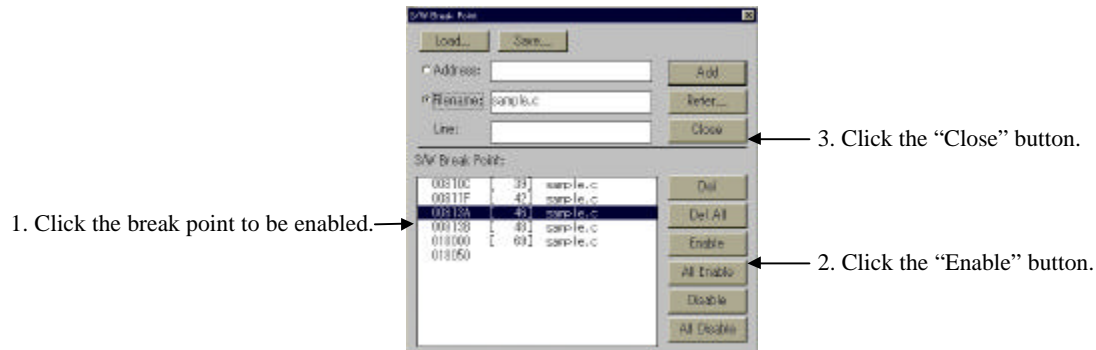 S/W Break Point
Load... Save...
Address: Add
Filename: sample.c Refer...
Line: Close
3. Click the “Close” button.
S/W Break Points
00810C [ 39] sample.c Del
00811F [ 42] sample.c
00813A [ 46] sample.c Del All
1. Click the break point to be enabled.
00813B [ 48] sample.c
018000 [ 69] sample.c Enable
018050
2. Click the “Enable” button.
All Enable
Disable
All Disable